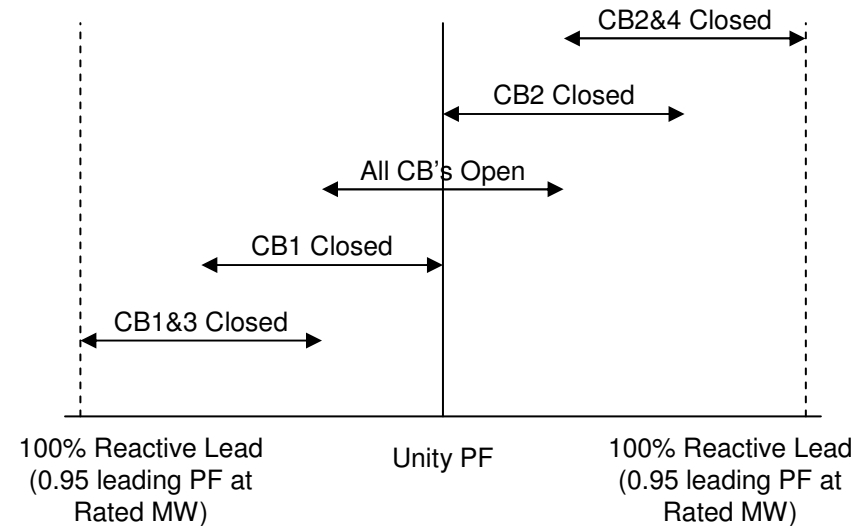 CB2&4 Closed
CB2 Closed
All CB's Open
CB1 Closed
CB1&3 Closed
100% Reactive Lead
(0.95 leading PF at
Rated MW)
Unity PF
100% Reactive Lead
(0.95 leading PF at
Rated MW)